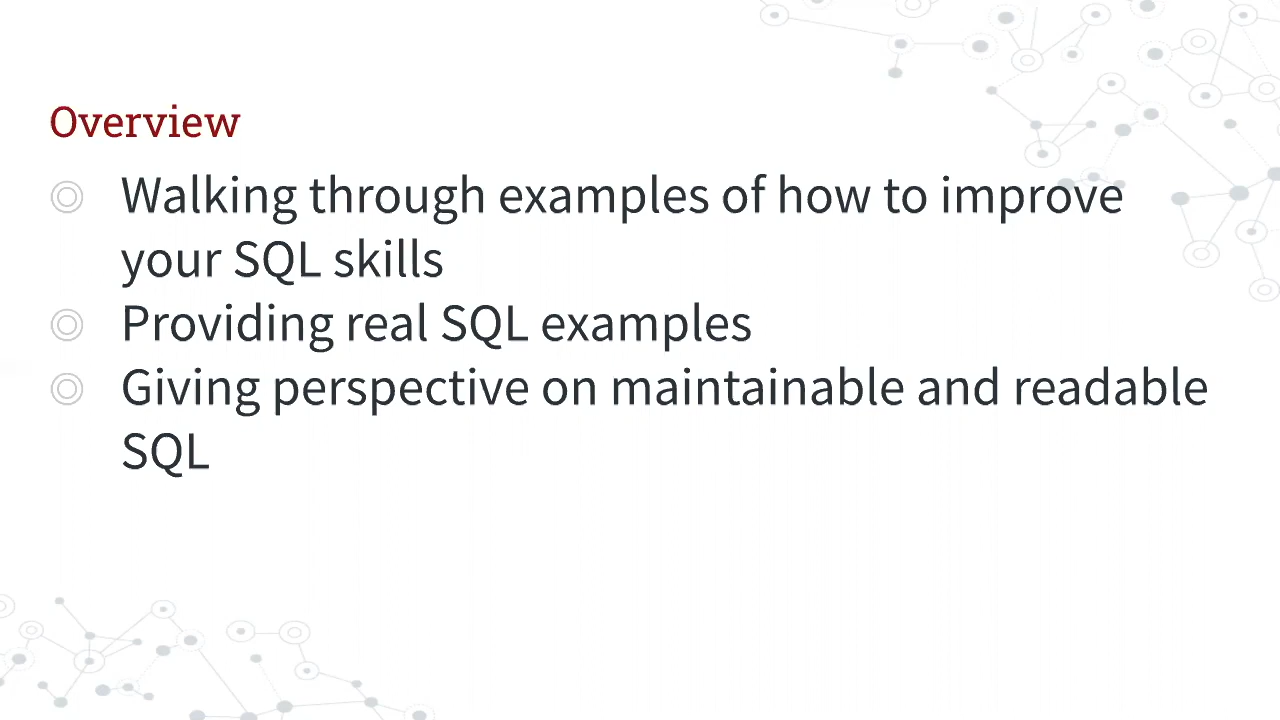 Overview
Walking through examples of how to improve
your SQL skills
Providing real SQL examples
Giving perspective on maintainable and readable
SQL